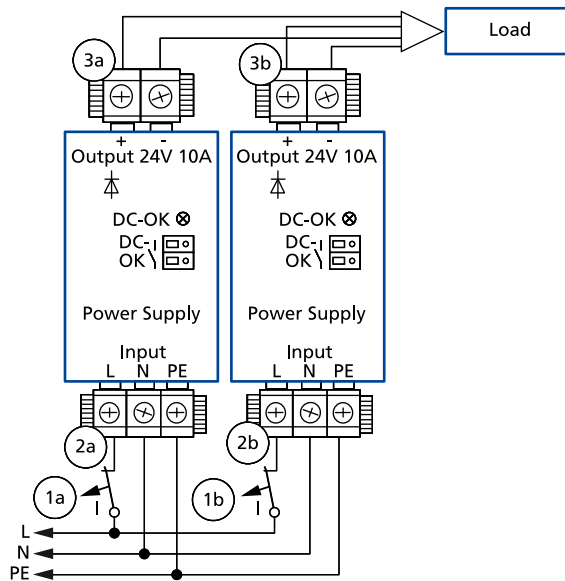 3a
3b
Load
+ -
+ -
Output 24V 10A
Output 24V 10A
DC-OK
DC-OK
DC-
OK
DC-
OK
Power Supply
Power Supply
Input
Input
L N PE
L N PE
2a
2b
1a
1b
I
I
L
N
PE